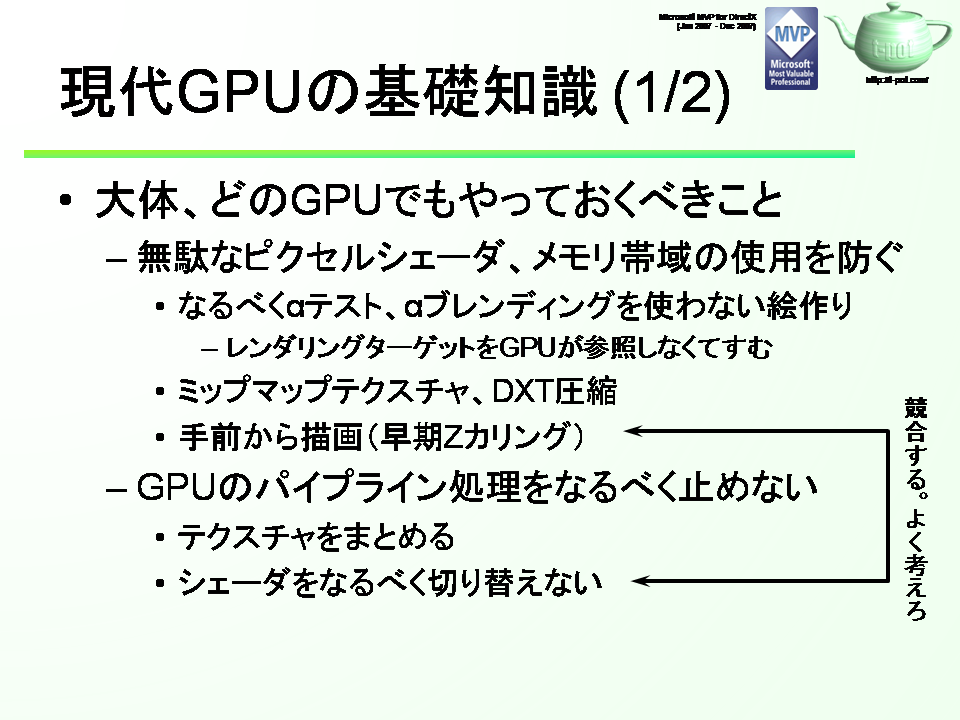 Microsoft MVP for DirectX
(Jan 2007 - Dec 2007)
MVP
Microsoft®
Most Valuable
Professional
t-pot
http://t-pot.com/
現代GPUの基礎知識 (1/2)
• 大体、どのGPUでもやっておくべきこと
– 無駄なピクセルシェーダ、メモリ帯域の使用を防ぐ
• なるべくαテスト、αブレンディングを使わない絵作り
– レンダリングターゲットをGPUが参照しなくてすむ
• ミップマップテクスチャ、DXT圧縮
• 手前から描画（早期Zカリング）
– GPUのパイプライン処理をなるべく止めない
• テクスチャをまとめる
• シェーダをなるべく切り替えない
競合する。よく考えろ